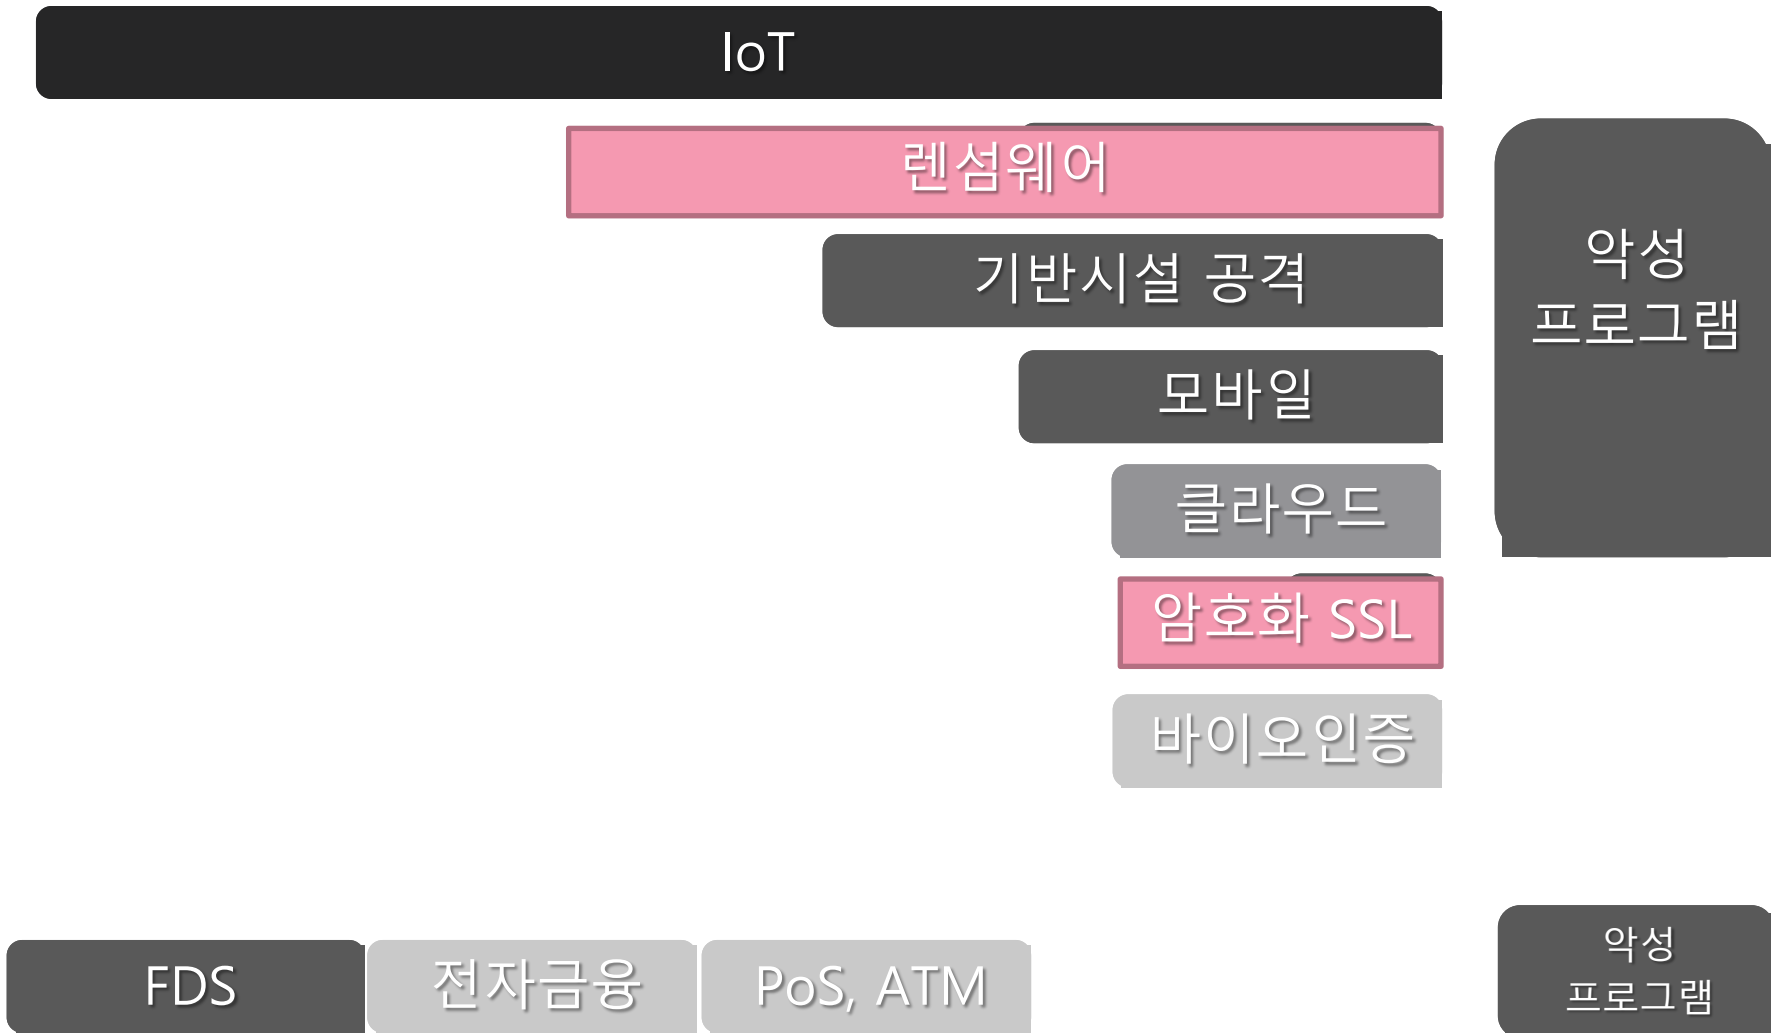 IoT
렌섬웨어
기반시설 공격
악성
프로그램
모바일
클라우드
암호화 SSL
바이오인증
FDS
전자금융
PoS, ATM
악성
프로그램